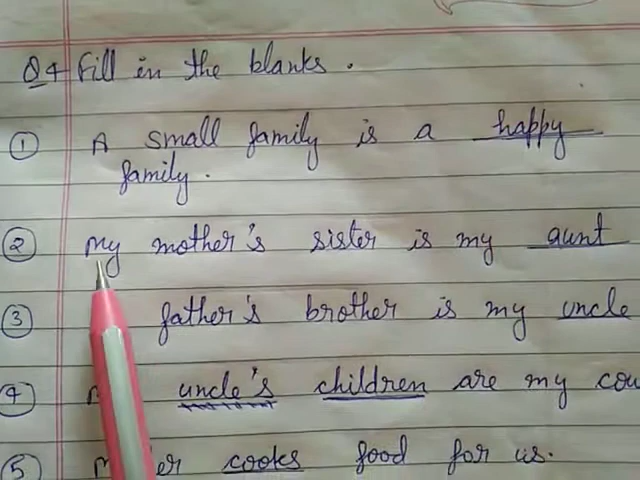 Q4 Fill in the blanks.
① A small family is a happy
family.
② My mother's sister is my aunt
③ father's brother is my uncle
④ uncle's children are my
⑤ cooks food for us.